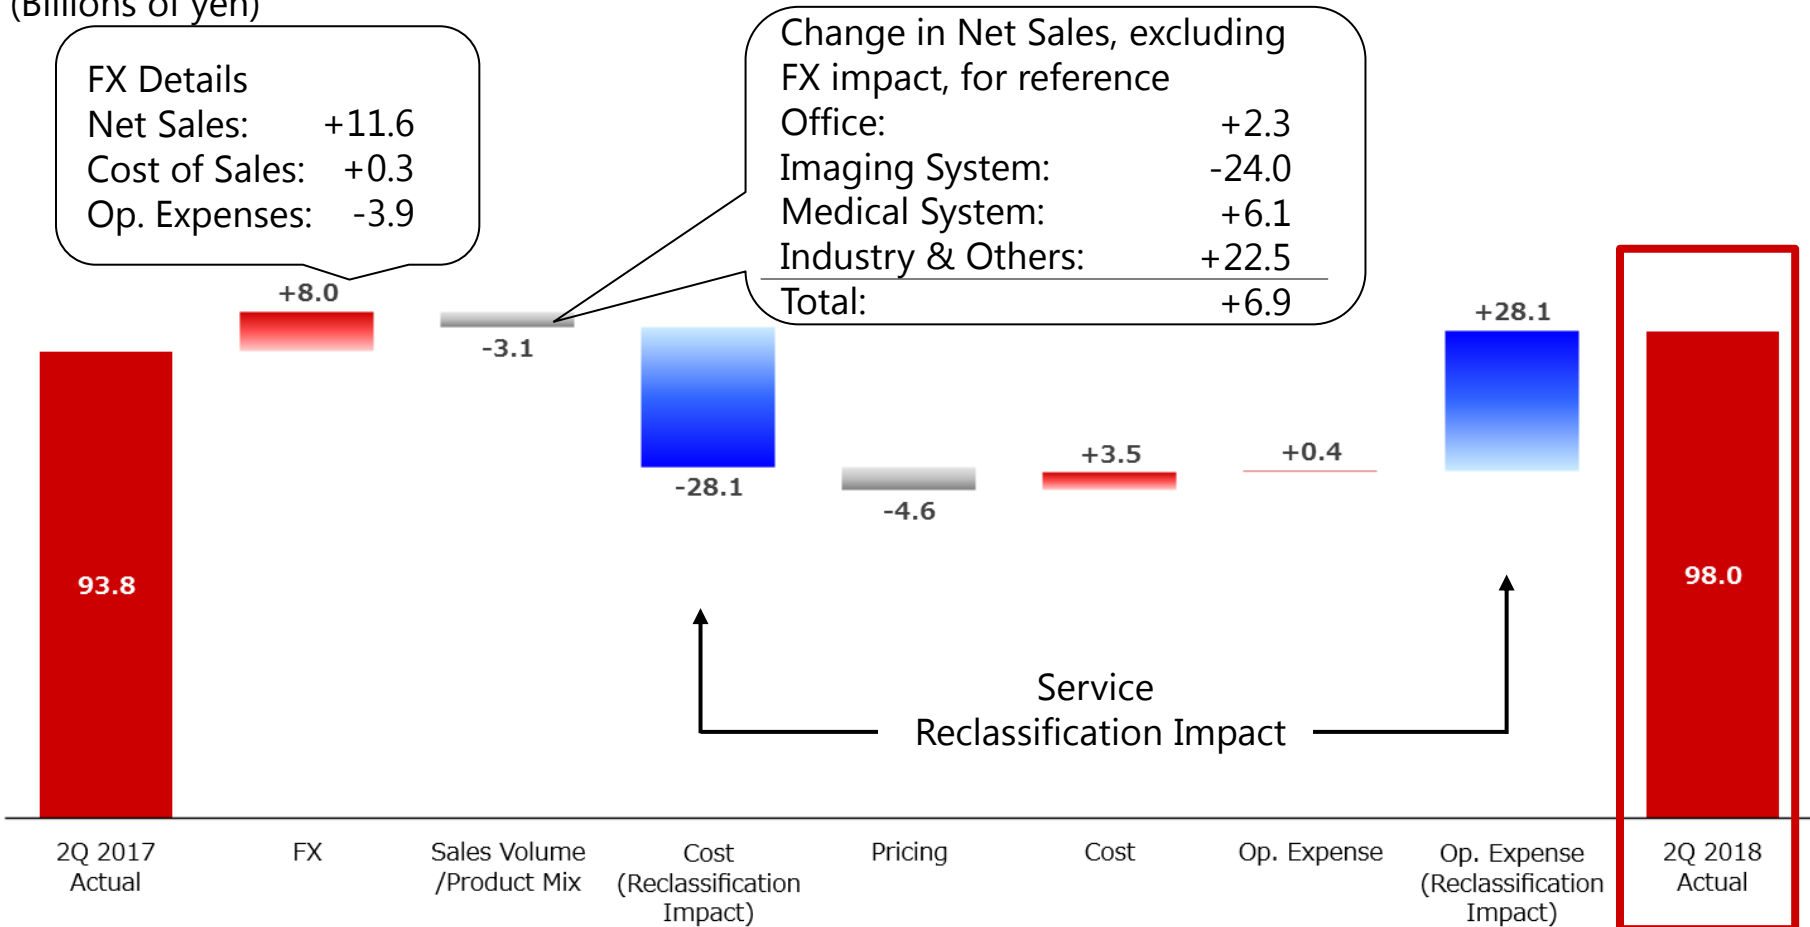 (Billions of yen)
FX Details
Net Sales: +11.6
Cost of Sales: +0.3
Op. Expenses: -3.9
Change in Net Sales, excluding
FX impact, for reference
Office: +2.3
Imaging System: -24.0
Medical System: +6.1
Industry & Others: +22.5
Total: +6.9
+8.0
-3.1
-28.1
-4.6
+3.5
+0.4
+28.1
93.8
98.0
Service
Reclassification Impact
2Q 2017
Actual
FX
Sales Volume
/Product Mix
Cost
(Reclassification
Impact)
Pricing
Cost
Op. Expense
Op. Expense
(Reclassification
Impact)
2Q 2018
Actual